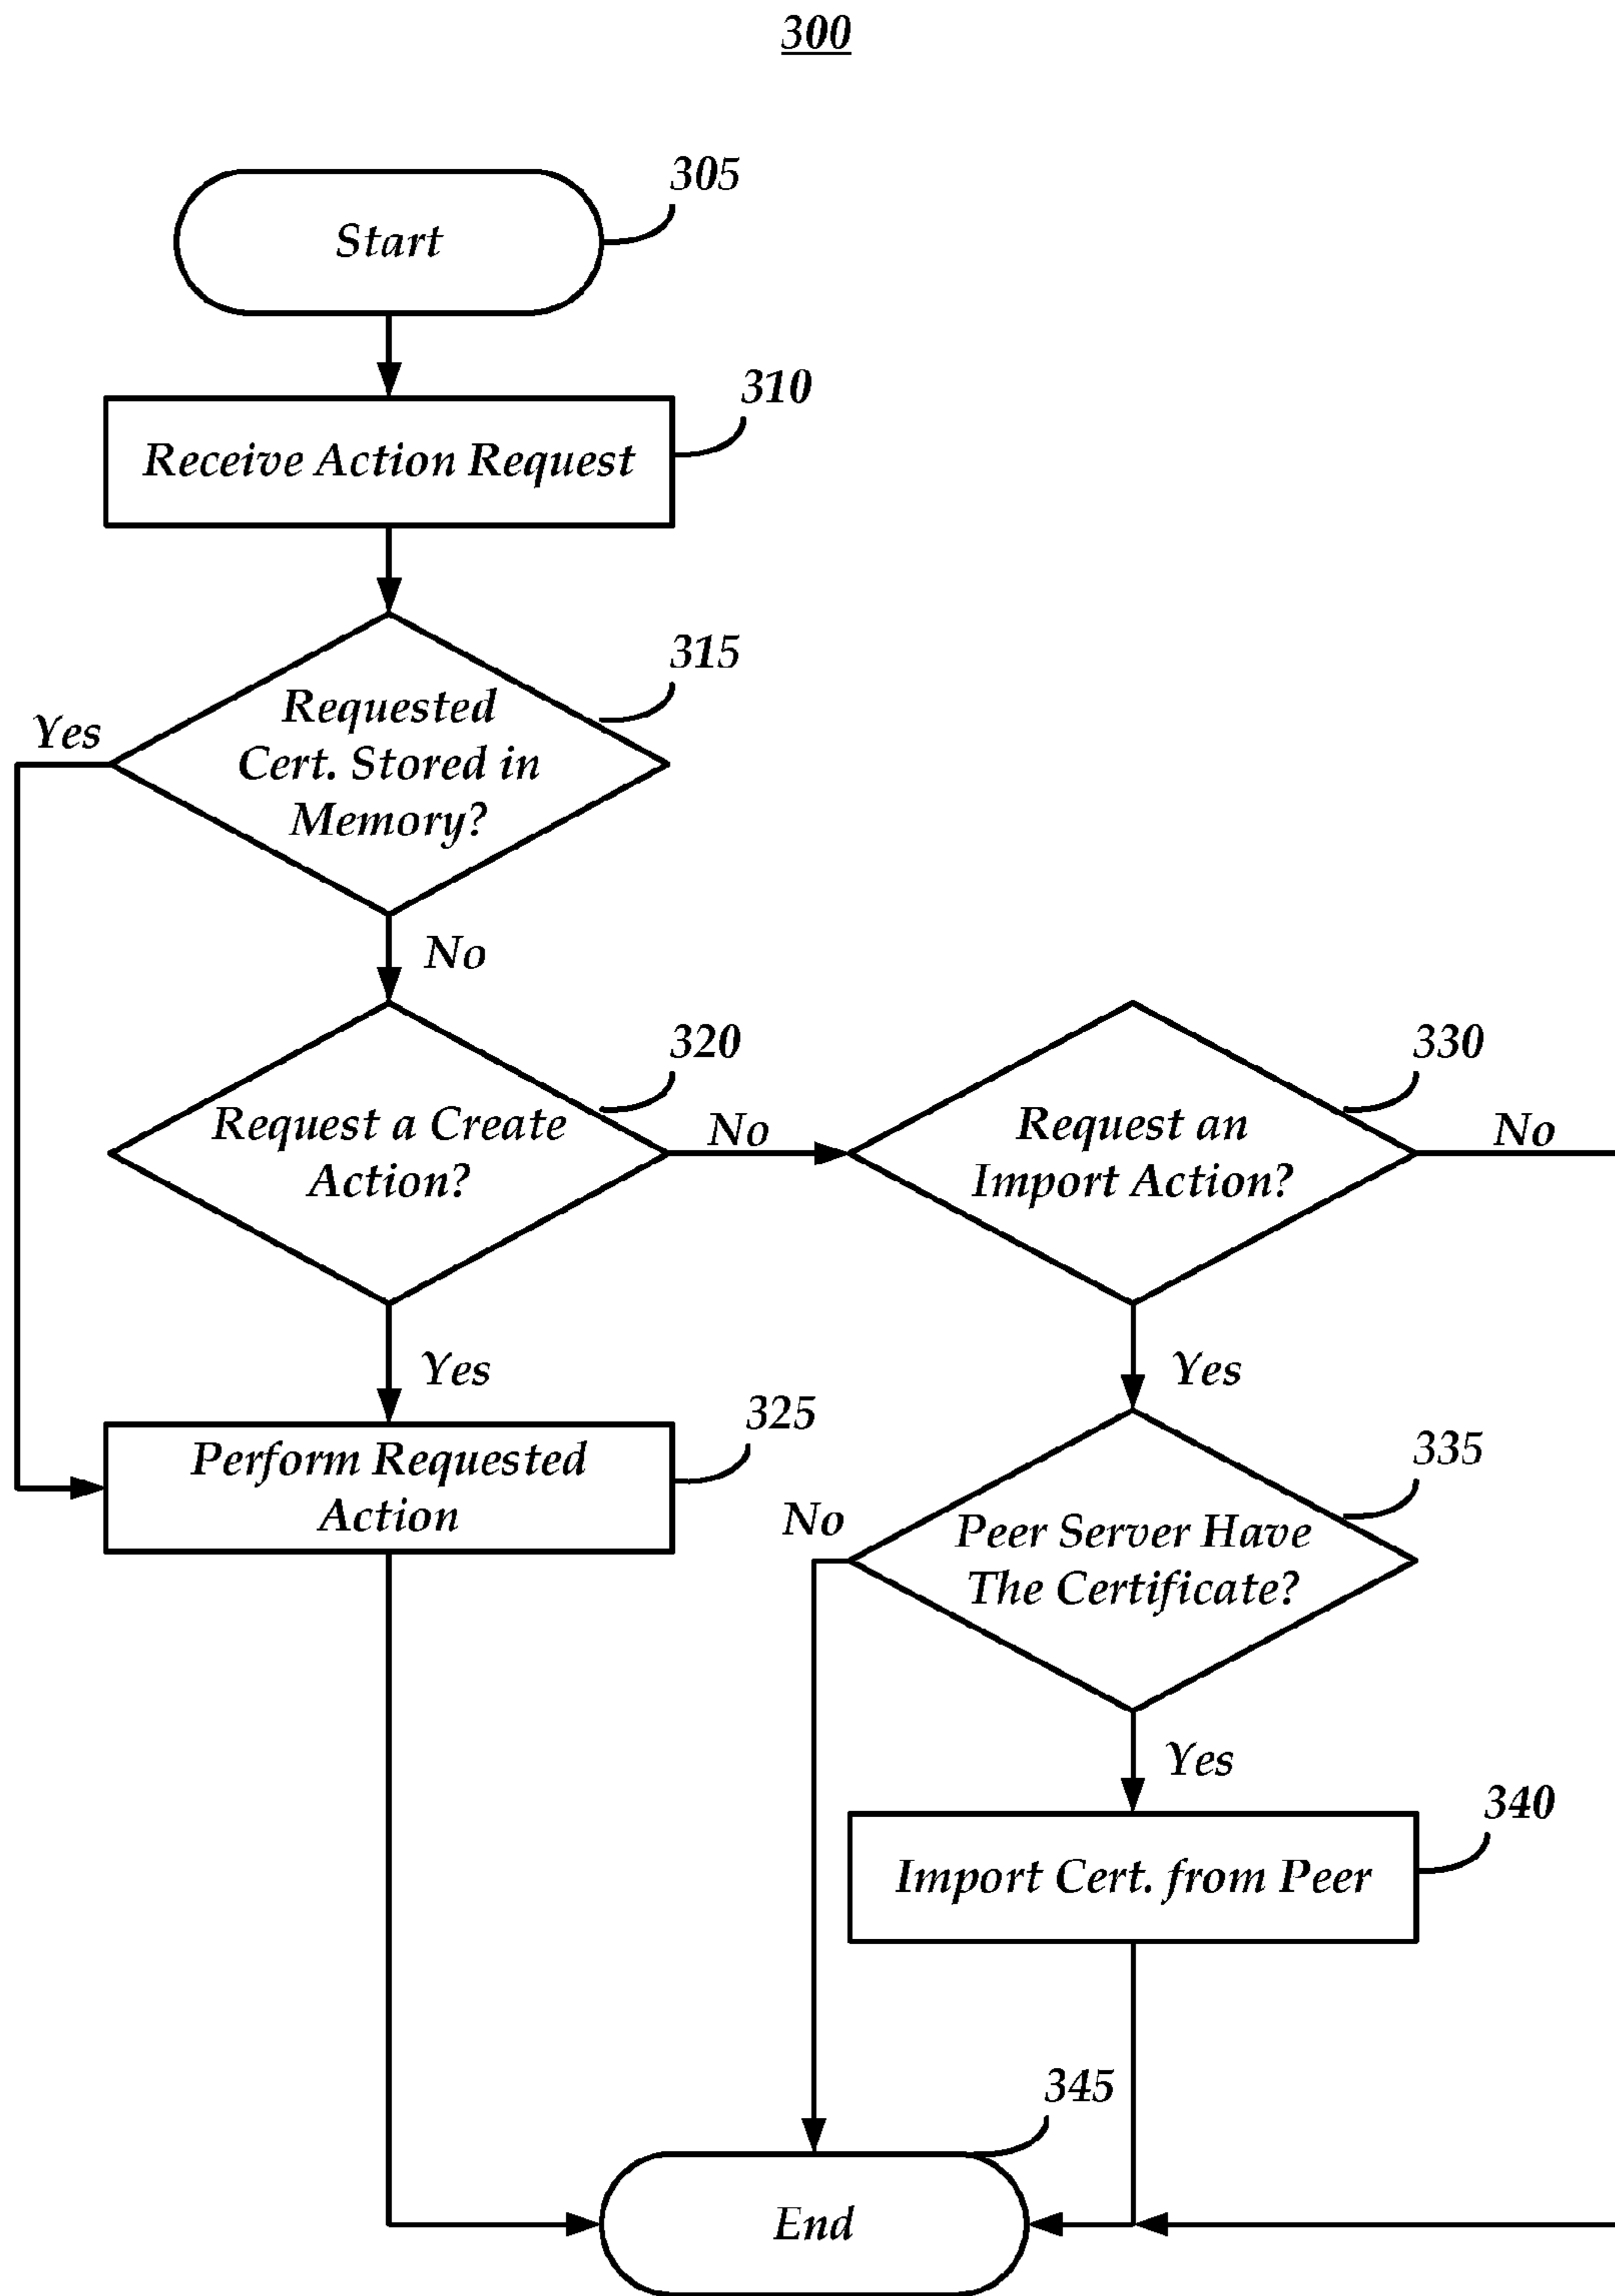 300
305
Start
310
Receive Action Request
315
Requested
Cert. Stored in
Memory?
Yes
No
320
Request a Create
Action?
No
330
Request an
Import Action?
No
Yes
Yes
325
Perform Requested
Action
335
Peer Server Have
The Certificate?
No
Yes
340
Import Cert. from Peer
345
End